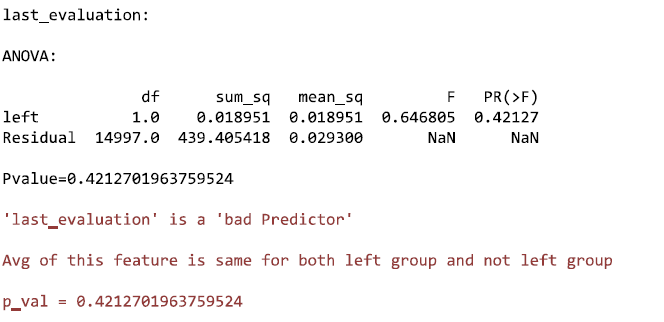 last_evaluation:
ANOVA:
df sum_sq mean_sq F PR(>F)
left 1.0 0.018951 0.018951 0.646805 0.42127
Residual 14997.0 439.405418 0.029300 NaN NaN
Pvalue=0.4212701963759524
'last_evaluation' is a 'bad Predictor'
Avg of this feature is same for both left group and not left group
p_val = 0.4212701963759524